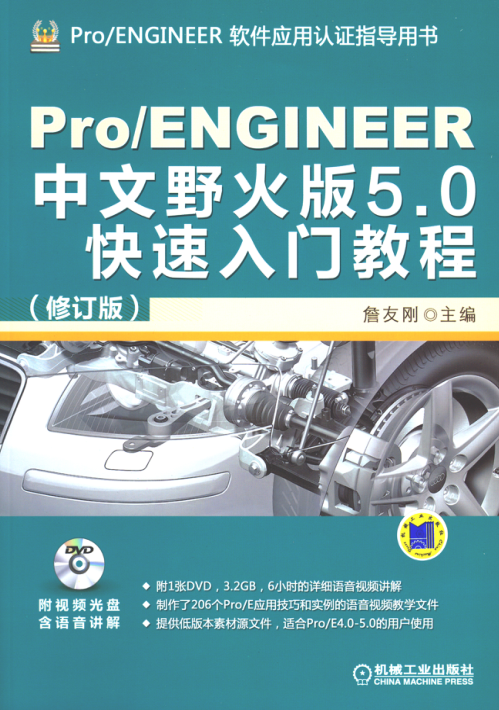 Pro/ENGINEER 软件应用认证指导用书
Pro/ENGINEER
中文野火版5.0
快速入门教程
（修订版）
詹友刚◎主编
DVD
附视频光盘
含语音讲解
附1张DVD，3.2GB，6小时的详细语音视频讲解
制作了206个Pro/E应用技巧和实例的语音视频教学文件
提供低版本素材源文件，适合Pro/E4.0-5.0的用户使用
机械工业出版社
CHINA MACHINE PRESS